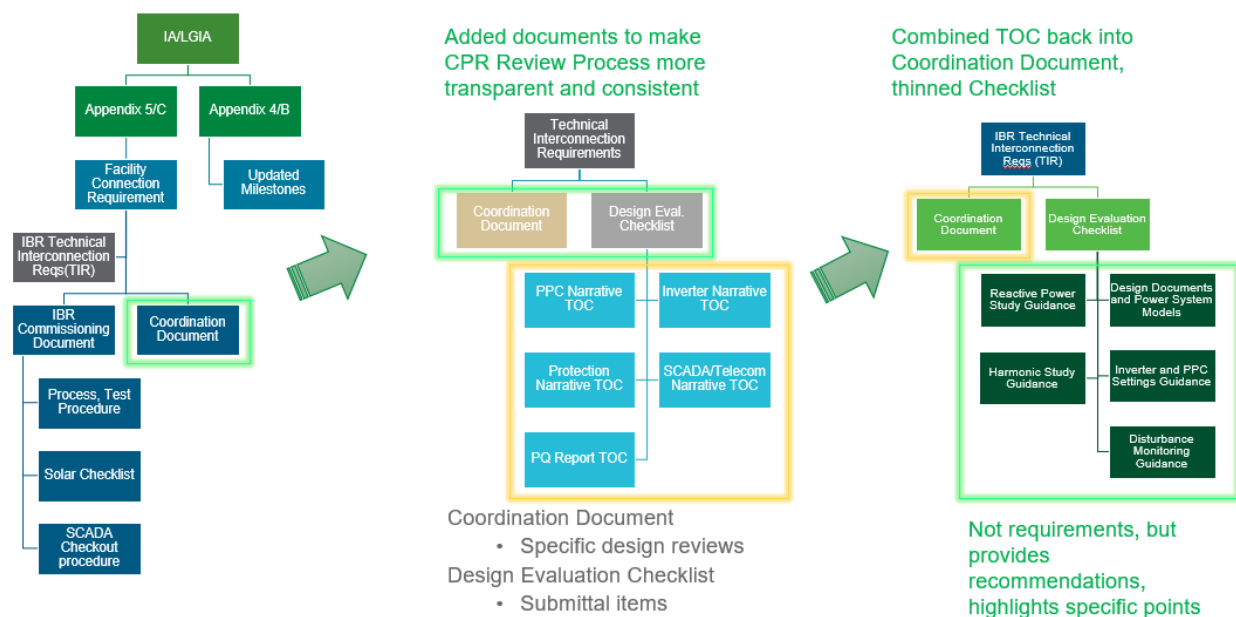 IA/LGIA
Appendix 5/C
Appendix 4/B
Facility
Connection
Requirement
Updated
Milestones
IBR Technical
Interconnection
Reqs(TIR)
IBR
Commissioning
Document
Coordination
Document
Process, Test
Procedure
Solar Checklist
SCADA
Checkout
procedure
Added documents to make
CPR Review Process more
transparent and consistent
Technical
Interconnection
Requirements
Coordination
Document
Design Eval.
Checklist
PPC Narrative
TOC
Inverter Narrative
TOC
Protection
Narrative TOC
SCADA/Telecom
Narrative TOC
PQ Report TOC
Coordination Document
• Specific design reviews
Design Evaluation Checklist
• Submittal items
Combined TOC back into
Coordination Document,
thinned Checklist
IBR Technical
Interconnection
Reqs (TIR)
Coordination
Document
Design Evaluation
Checklist
Reactive Power
Study Guidance
Design Documents
and Power System
Models
Harmonic Study
Guidance
Inverter and PPC
Settings Guidance
Disturbance
Monitoring
Guidance
Not requirements, but
provides
recommendations,
highlights specific points